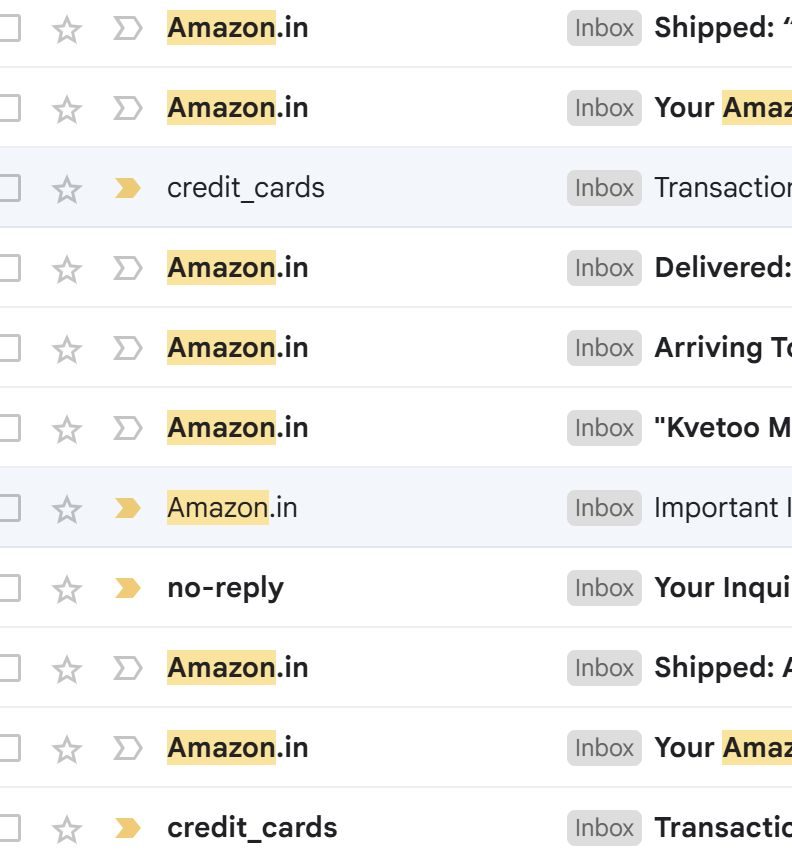 Amazon.in Inbox Shipped: “
Amazon.in Inbox Your Amaz
credit_cards Inbox Transaction
Amazon.in Inbox Delivered:
Amazon.in Inbox Arriving To
Amazon.in Inbox "Kvetoo M
Amazon.in Inbox Important I
no-reply Inbox Your Inqui
Amazon.in Inbox Shipped: A
Amazon.in Inbox Your Amaz
credit_cards Inbox Transactio